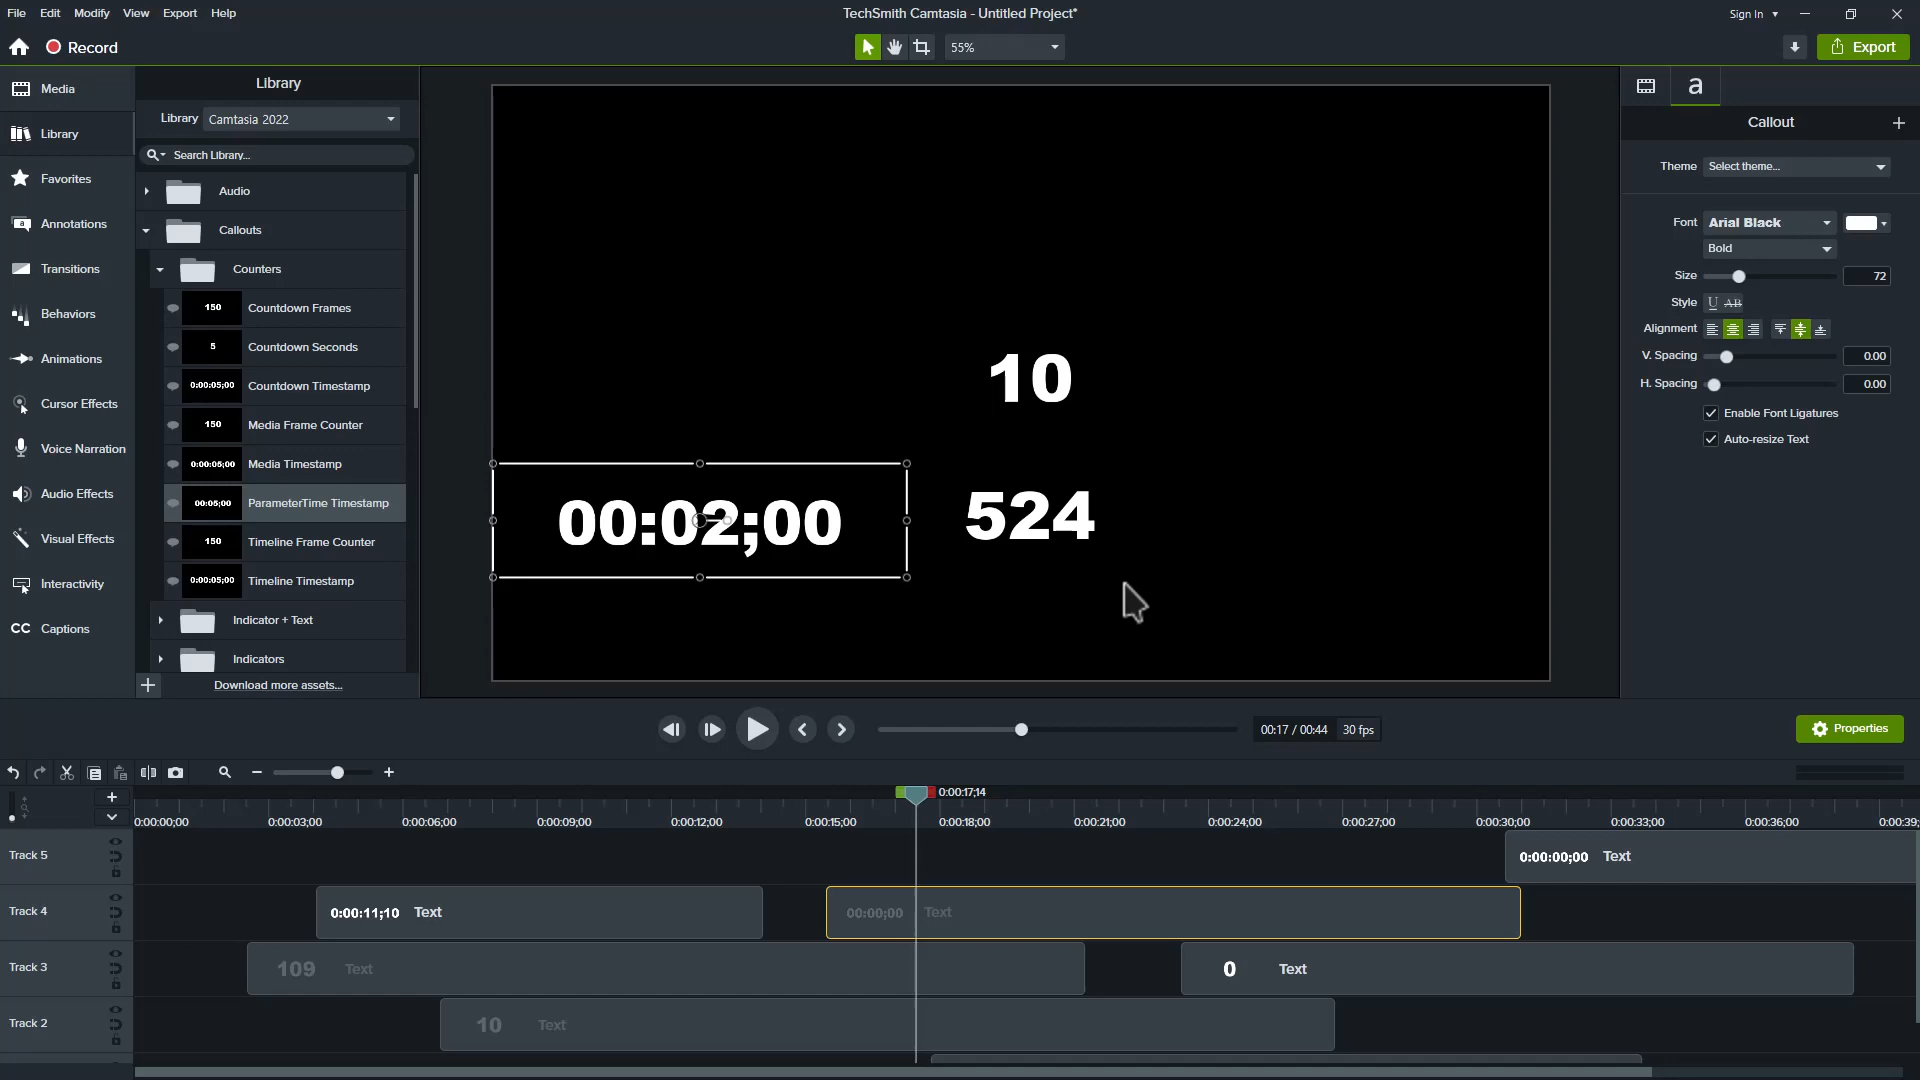 File Edit Modify View Export Help
TechSmith Camtasia - Untitled Project*
Sign In
Record
55%
Export
Media
Library
Favorites
Annotations
Transitions
Behaviors
Animations
Cursor Effects
Voice Narration
Audio Effects
Visual Effects
Interactivity
CC Captions
Library
Library Camtasia 2022
Search Library...
Audio
Callouts
Counters
150 Countdown Frames
5 Countdown Seconds
0:00:05;00 Countdown Timestamp
150 Media Frame Counter
0:00:05;00 Media Timestamp
00:05;00 ParameterTime Timestamp
150 Timeline Frame Counter
0:00:05;00 Timeline Timestamp
Indicator + Text
Indicators
Download more assets...
10
00:02;00
524
a
Callout
Theme Select theme...
Font Arial Black
Bold
Size 72
Style U AB
Alignment
V. Spacing 0.00
H. Spacing 0.00
Enable Font Ligatures
Auto-resize Text
00:17 / 00:44 30 fps
Properties
0:00:17;14
0:00:00;00 0:00:03;00 0:00:06;00 0:00:09;00 0:00:12;00 0:00:15;00 0:00:18;00 0:00:21;00 0:00:24;00 0:00:27;00 0:00:30;00 0:00:33;00 0:00:36;00 0:00:39;
Track 5
0:00:00;00 Text
Track 4
0:00:11;10 Text
00:00;00 Text
Track 3
109 Text
0 Text
Track 2
10 Text